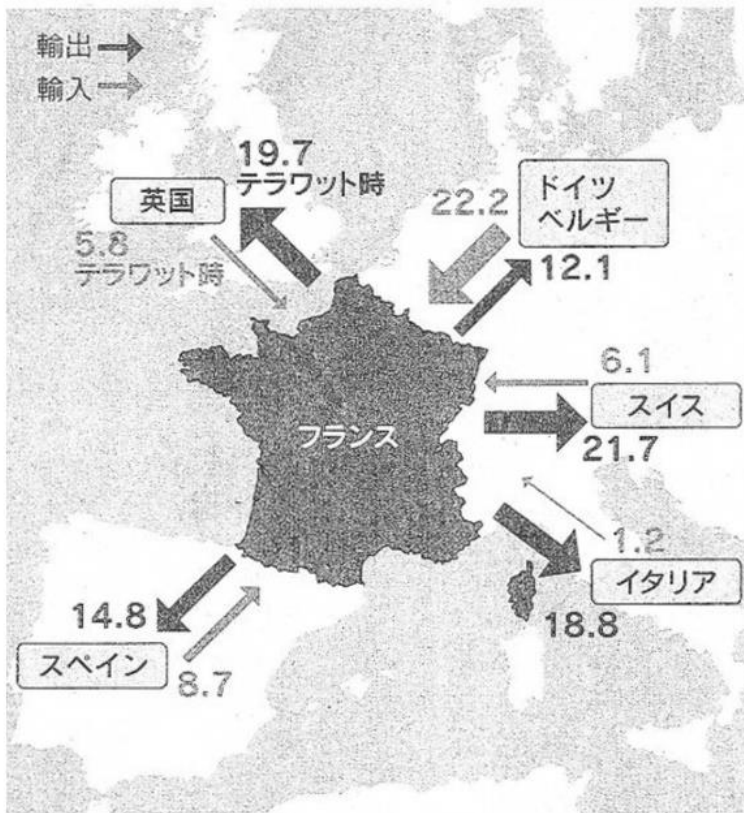 輸出
輸入
19.7
テラワット時
英国
5.8
テラワット時
22.2
ドイツ
ベルギー
12.1
6.1
スイス
21.7
フランス
1.2
イタリア
18.8
14.8
スペイン
8.7